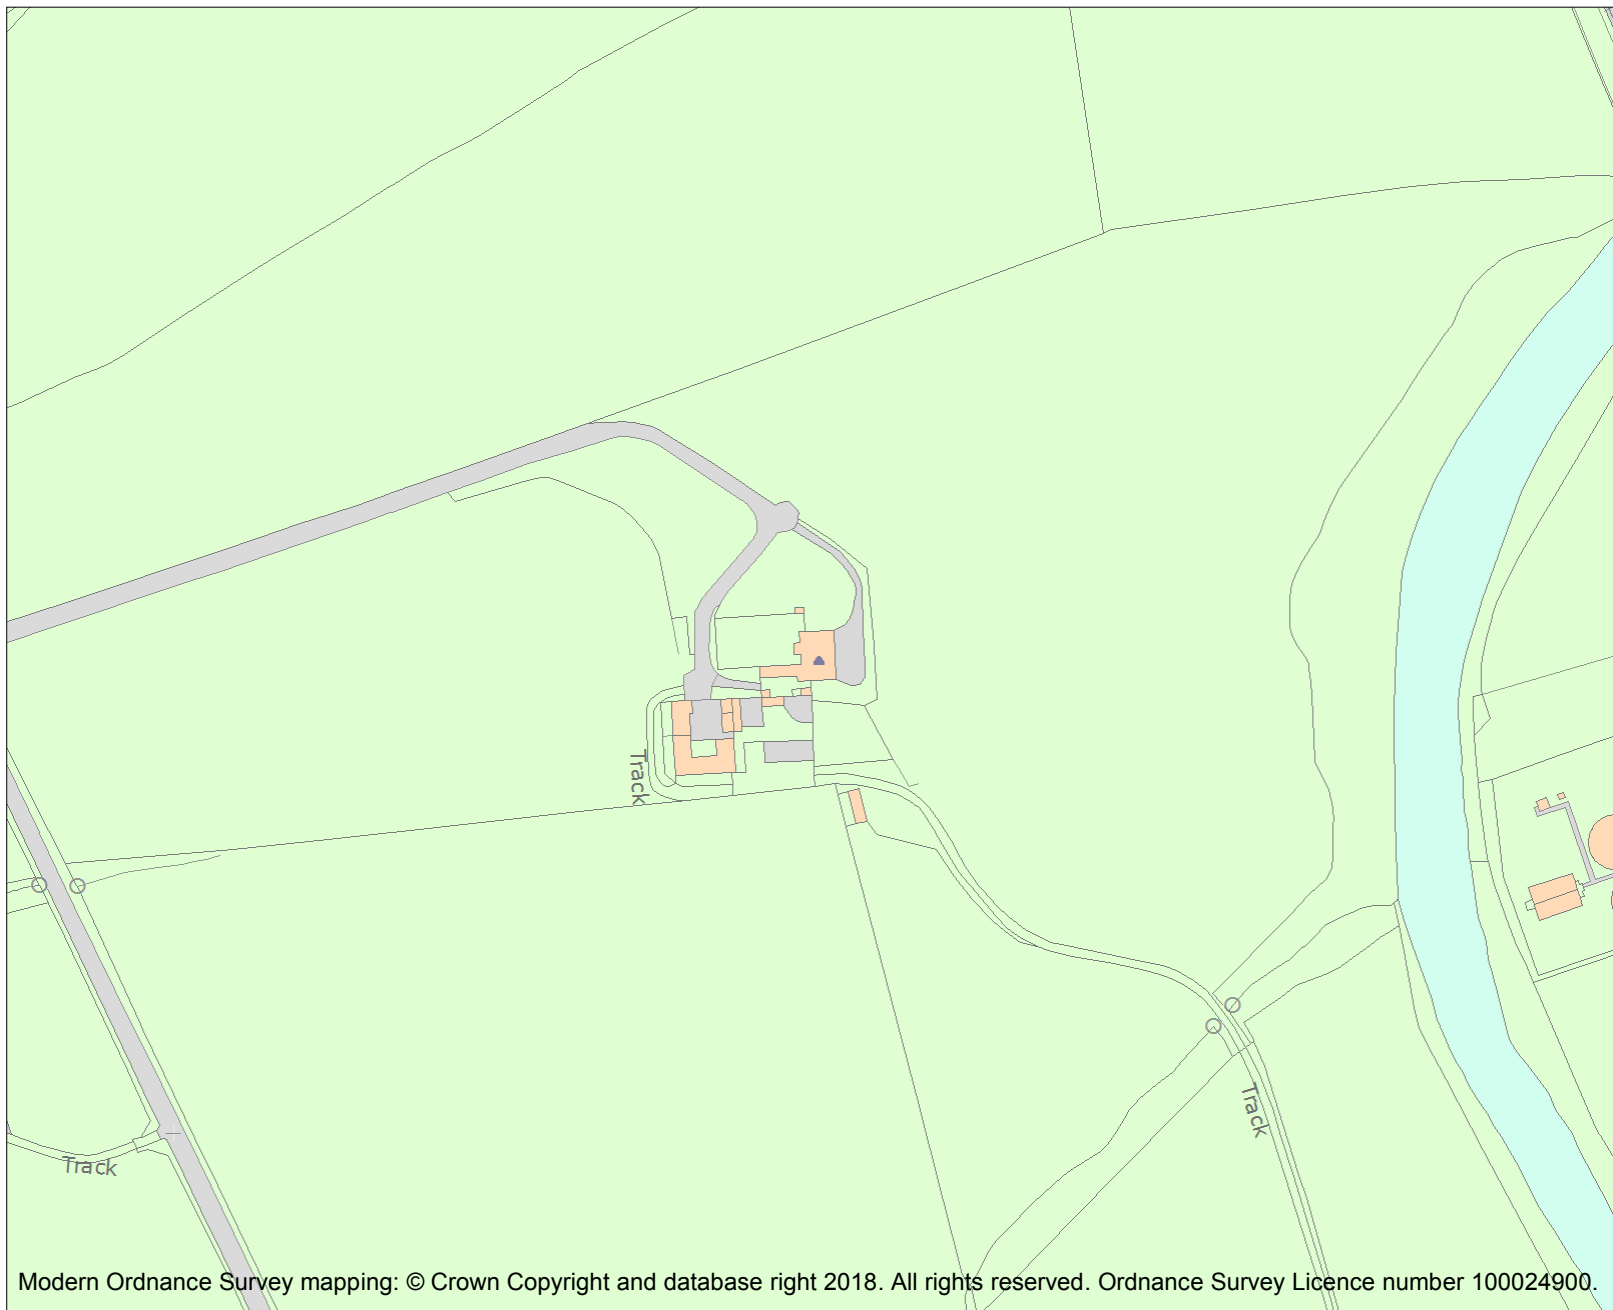 Track
Track
Track
Modern Ordnance Survey mapping: © Crown Copyright and database right 2018. All rights reserved. Ordnance Survey Licence number 100024900.